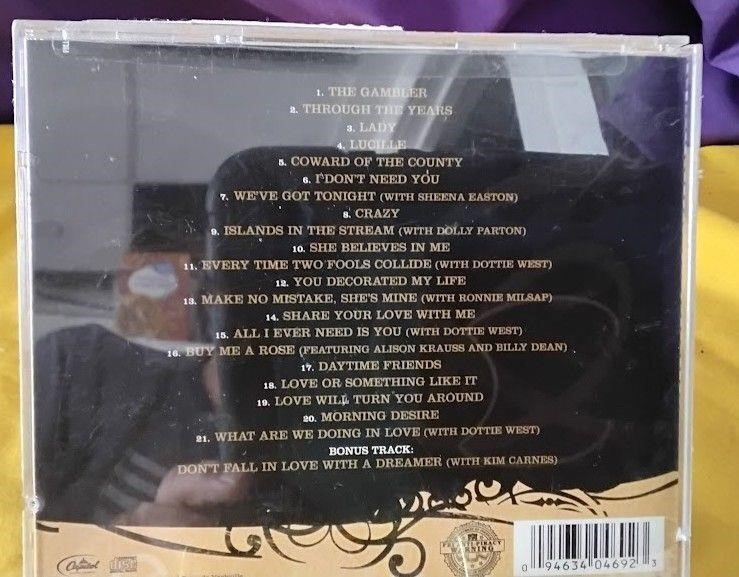 1. THE GAMBLER
2. THROUGH THE YEARS
3. LADY
4. LUCILLE
5. COWARD OF THE COUNTY
6. I DON'T NEED YOU
7. WE'VE GOT TONIGHT (WITH SHEENA EASTON)
8. CRAZY
9. ISLANDS IN THE STREAM (WITH DOLLY PARTON)
10. SHE BELIEVES IN ME
11. EVERY TIME TWO FOOLS COLLIDE (WITH DOTTIE WEST)
12. YOU DECORATED MY LIFE
13. MAKE NO MISTAKE, SHE'S MINE (WITH RONNIE MILSAP)
14. SHARE YOUR LOVE WITH ME
15. ALL I EVER NEED IS YOU (WITH DOTTIE WEST)
16. BUY ME A ROSE (FEATURING ALISON KRAUSS AND BILLY DEAN)
17. DAYTIME FRIENDS
18. LOVE OR SOMETHING LIKE IT
19. LOVE WILL TURN YOU AROUND
20. MORNING DESIRE
21. WHAT ARE WE DOING IN LOVE (WITH DOTTIE WEST)
BONUS TRACK:
DON'T FALL IN LOVE WITH A DREAMER (WITH KIM CARNES)
Capitol
WARNING
0 94634 04692 3